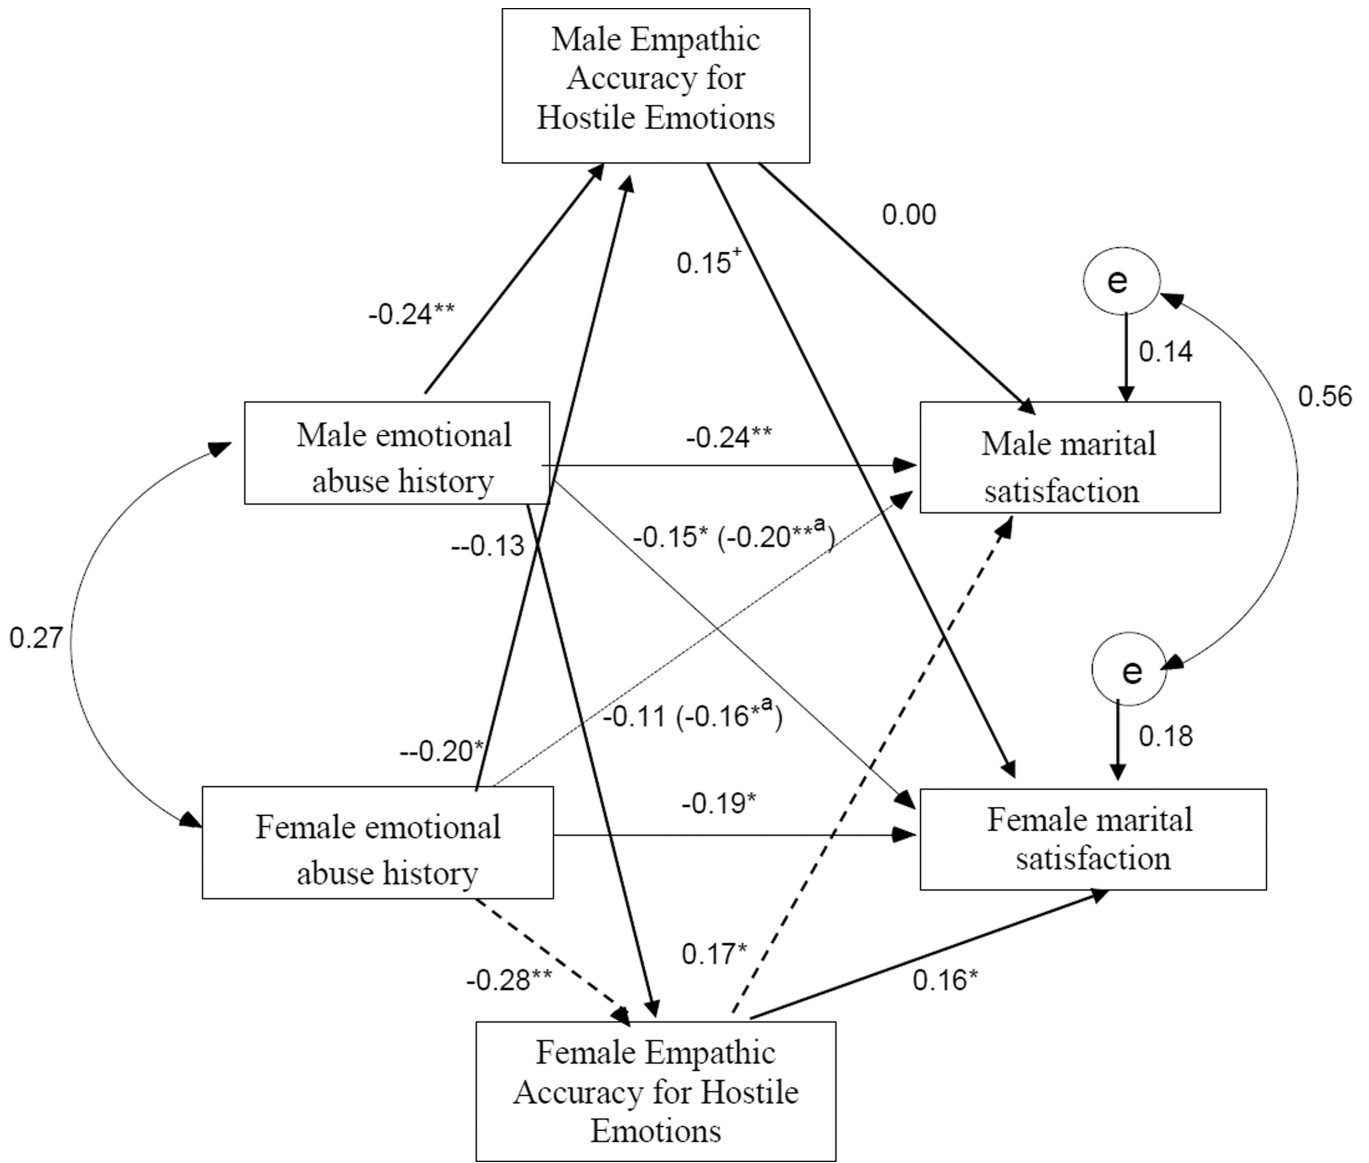 Male Empathic
Accuracy for
Hostile Emotions
0.00
0.15+
e
-0.24**
0.14
0.56
Male emotional
abuse history
-0.24**
Male marital
satisfaction
--0.13
-0.15* (-0.20**a)
0.27
e
-0.11 (-0.16*a)
--0.20*
0.18
Female emotional
abuse history
-0.19*
Female marital
satisfaction
-0.28**
0.17*
0.16*
Female Empathic
Accuracy for Hostile
Emotions